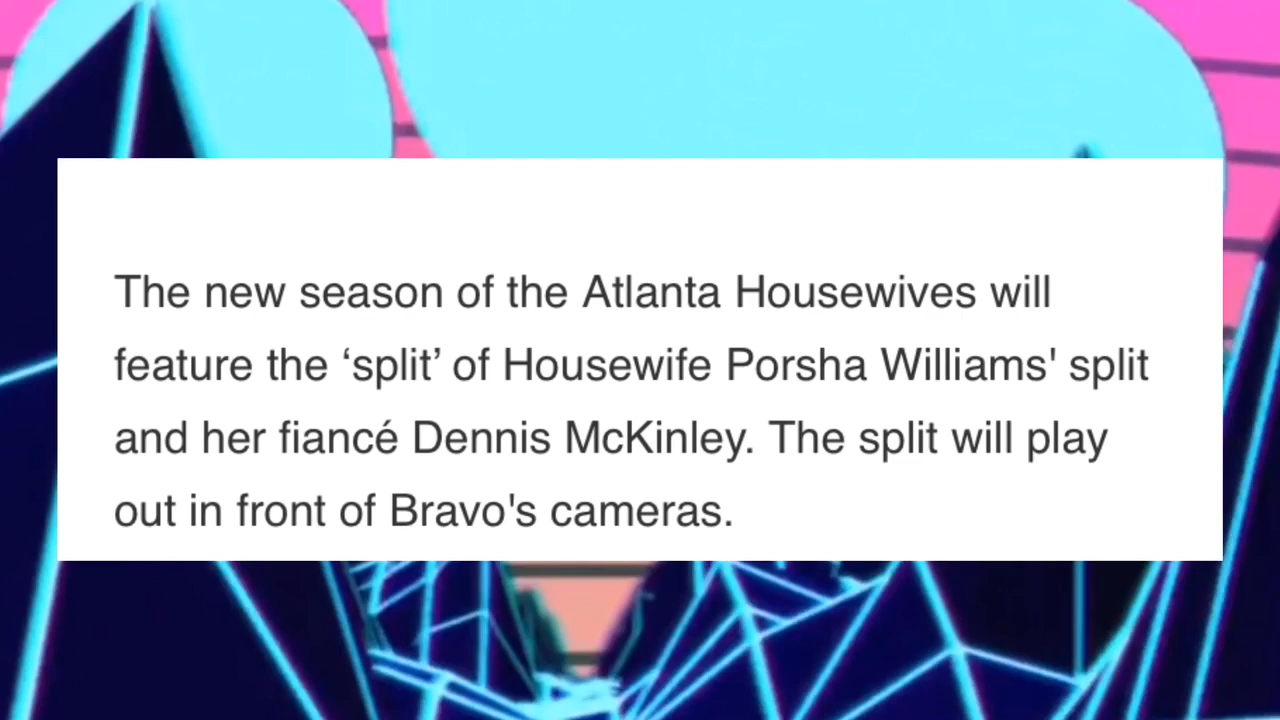 The new season of the Atlanta Housewives will
feature the ‘split’ of Housewife Porsha Williams' split
and her fiancé Dennis McKinley. The split will play
out in front of Bravo's cameras.